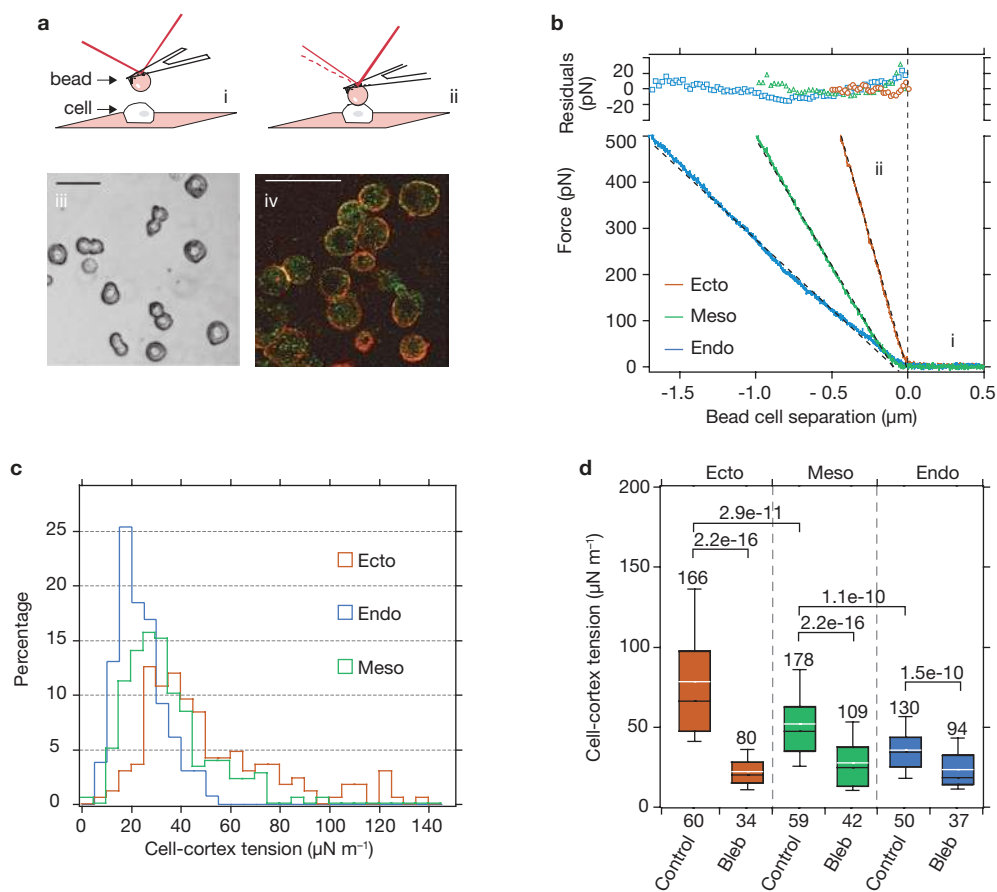 a
bead
cell
i
ii
iii
iv
b
Residuals
(pN)
20
0
-20
Force (pN)
500
400
300
200
100
0
ii
i
Ecto
Meso
Endo
-1.5
-1.0
- 0.5
0.0
0.5
Bead cell separation (µm)
c
Percentage
25
20
15
10
5
0
Ecto
Endo
Meso
0
20
40
60
80
100
120
140
Cell-cortex tension (µN m⁻¹)
d
Ecto
Meso
Endo
Cell-cortex tension (µN m⁻¹)
200
150
100
50
0
2.9e-11
2.2e-16
166
1.1e-10
2.2e-16
178
1.5e-10
130
109
94
80
60
34
59
42
50
37
Control
Bleb
Control
Bleb
Control
Bleb